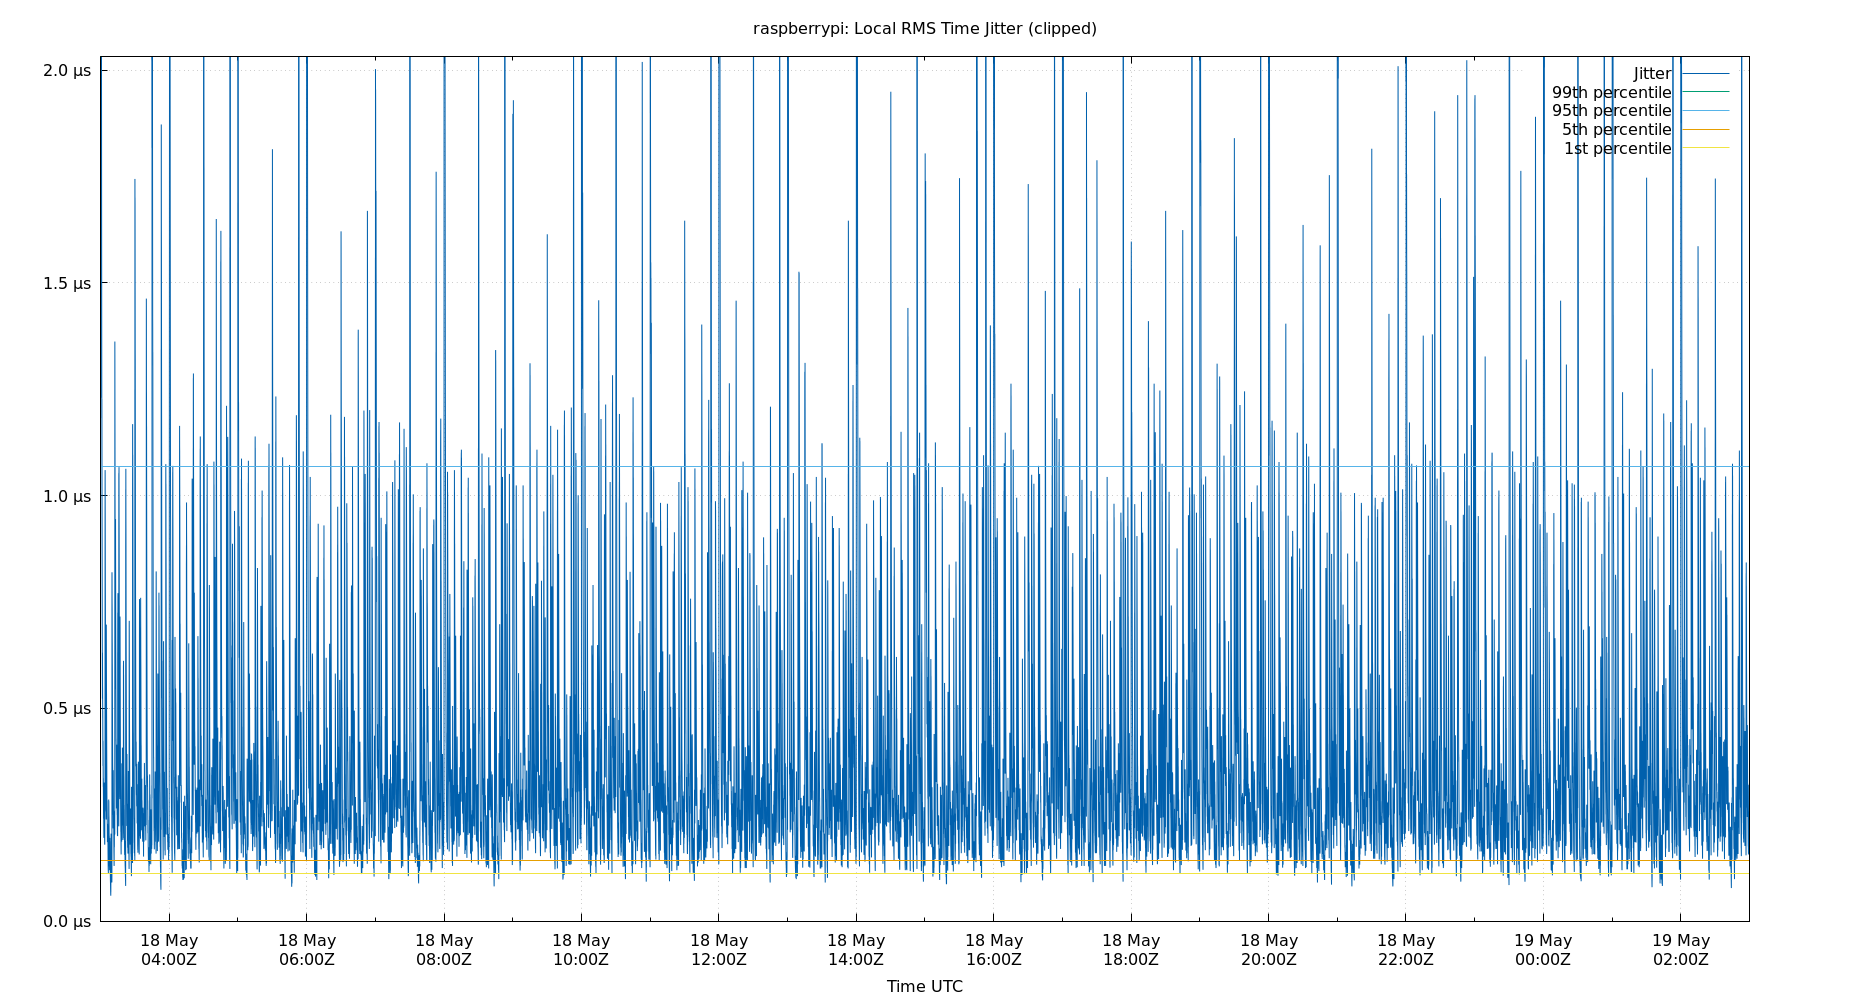 raspberrypi: Local RMS Time Jitter (clipped)
2.0 µs
1.5 µs
1.0 µs
0.5 µs
0.0 µs
Jitter
99th percentile
95th percentile
5th percentile
1st percentile
18 May 18 May 18 May 18 May 18 May 18 May 18 May 18 May 18 May 18 May 19 May 19 May
04:00Z 06:00Z 08:00Z 10:00Z 12:00Z 14:00Z 16:00Z 18:00Z 20:00Z 22:00Z 00:00Z 02:00Z
Time UTC